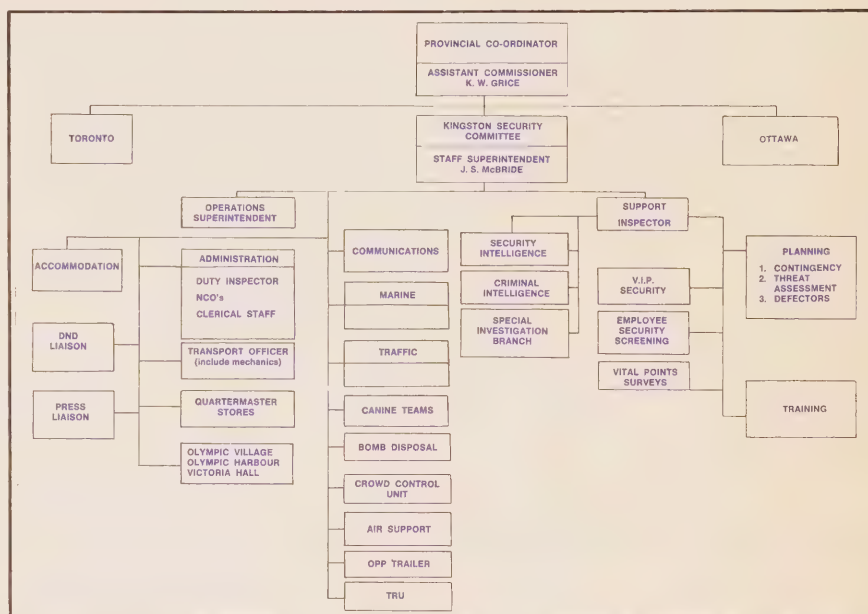 PROVINCIAL CO-ORDINATOR
ASSISTANT COMMISSIONER
K. W. GRICE
TORONTO
KINGSTON SECURITY
COMMITTEE
STAFF SUPERINTENDENT
J. S. McBRIDE
OTTAWA
OPERATIONS
SUPERINTENDENT
SUPPORT
INSPECTOR
ACCOMMODATION
ADMINISTRATION
DUTY INSPECTOR
NCO's
CLERICAL STAFF
DND
LIAISON
TRANSPORT OFFICER
(include mechanics)
PRESS
LIAISON
QUARTERMASTER
STORES
OLYMPIC VILLAGE
OLYMPIC HARBOUR
VICTORIA HALL
COMMUNICATIONS
MARINE
TRAFFIC
CANINE TEAMS
BOMB DISPOSAL
CROWD CONTROL
UNIT
AIR SUPPORT
OPP TRAILER
TRU
SECURITY
INTELLIGENCE
CRIMINAL
INTELLIGENCE
SPECIAL
INVESTIGATION
BRANCH
V.I.P.
SECURITY
EMPLOYEE
SECURITY
SCREENING
VITAL POINTS
SURVEYS
PLANNING
1. CONTINGENCY
2. THREAT
ASSESSMENT
3. DEFECTORS
TRAINING